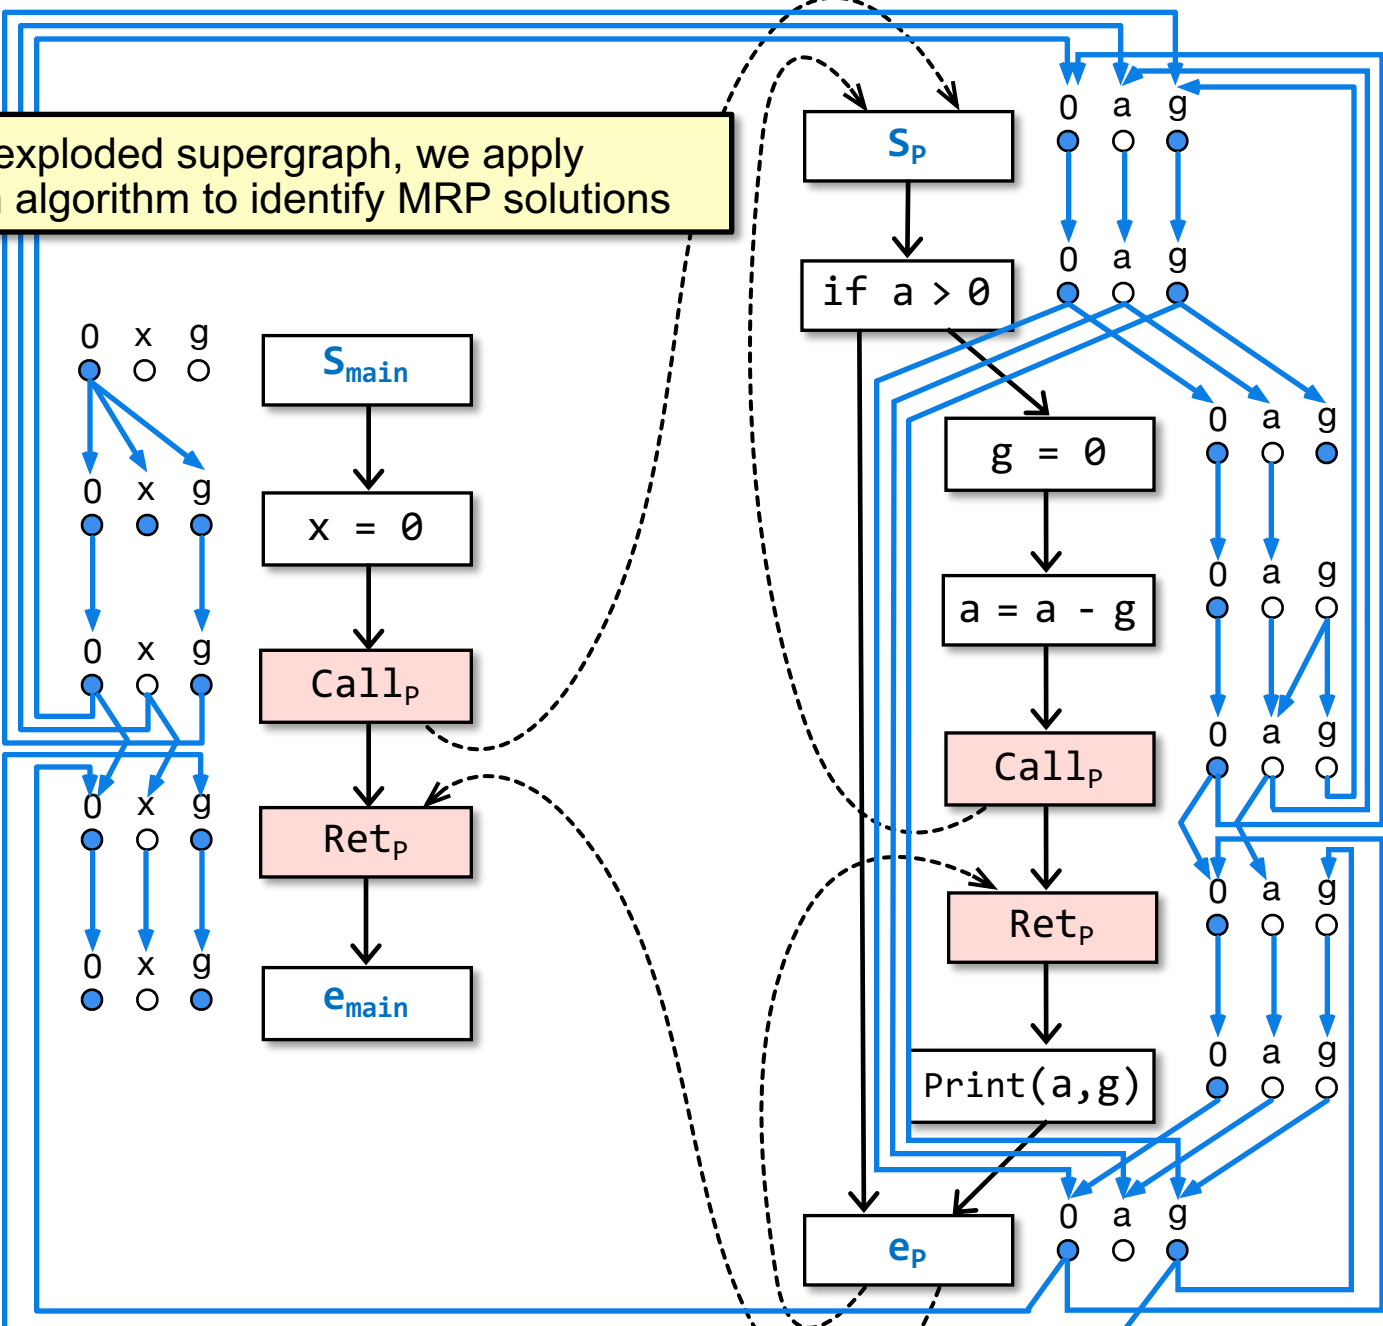 exploded supergraph, we apply
algorithm to identify MRP solutions
0 a g
S_P
0 a g
if a > 0
0 x g
S_main
0 a g
g = 0
0 x g
x = 0
0 a g
a = a - g
0 x g
Call_P
0 a g
Call_P
0 x g
Ret_P
0 a g
Ret_P
0 x g
e_main
0 a g
Print(a,g)
0 a g
e_P